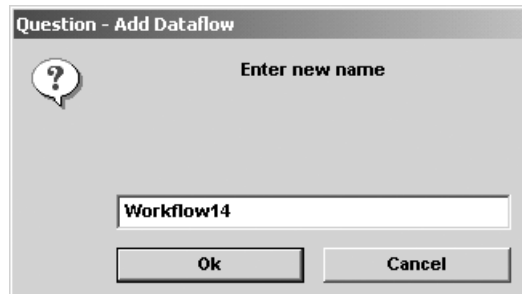 Question - Add Dataflow
?
Enter new name
Workflow14
Ok
Cancel